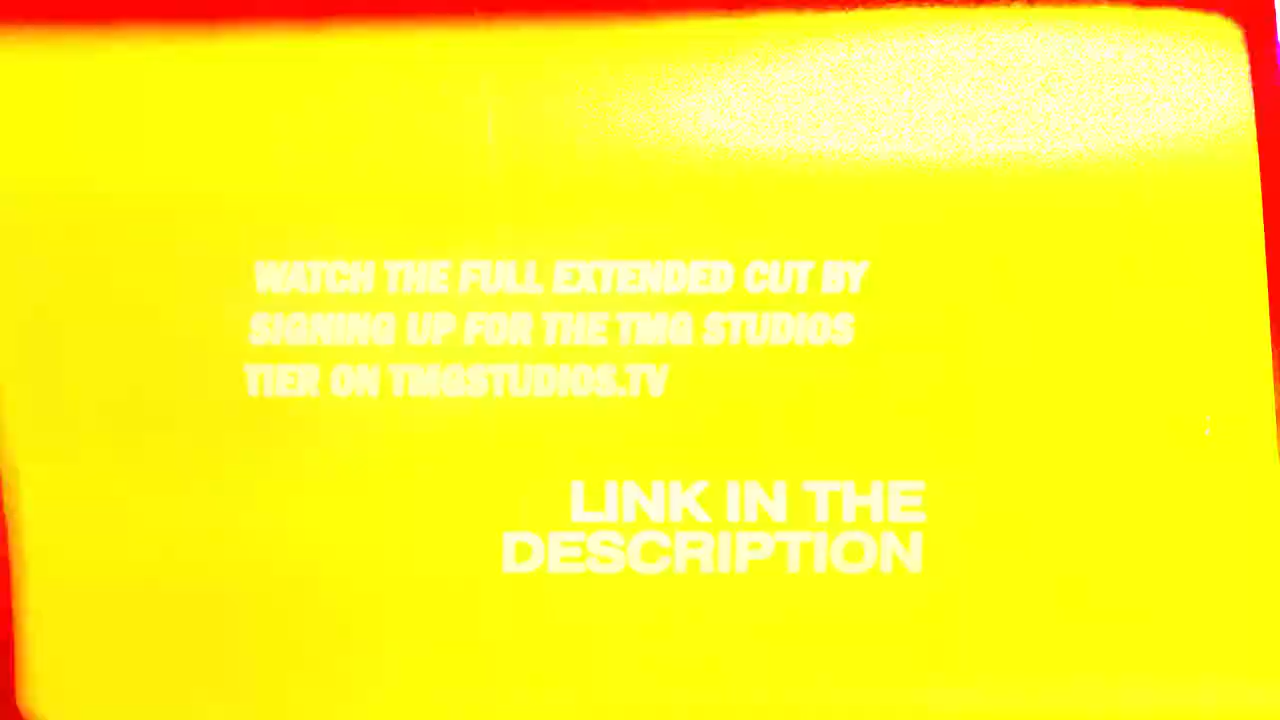 WATCH THE FULL EXTENDED CUT BY
SIGNING UP FOR THE TMG STUDIOS
TIER ON TMGSTUDIOS.TV
LINK IN THE
DESCRIPTION